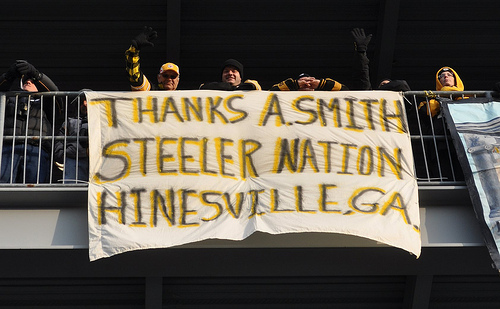 THANKS A.SMITH
STEELER NATION
HINESVILLE,GA.